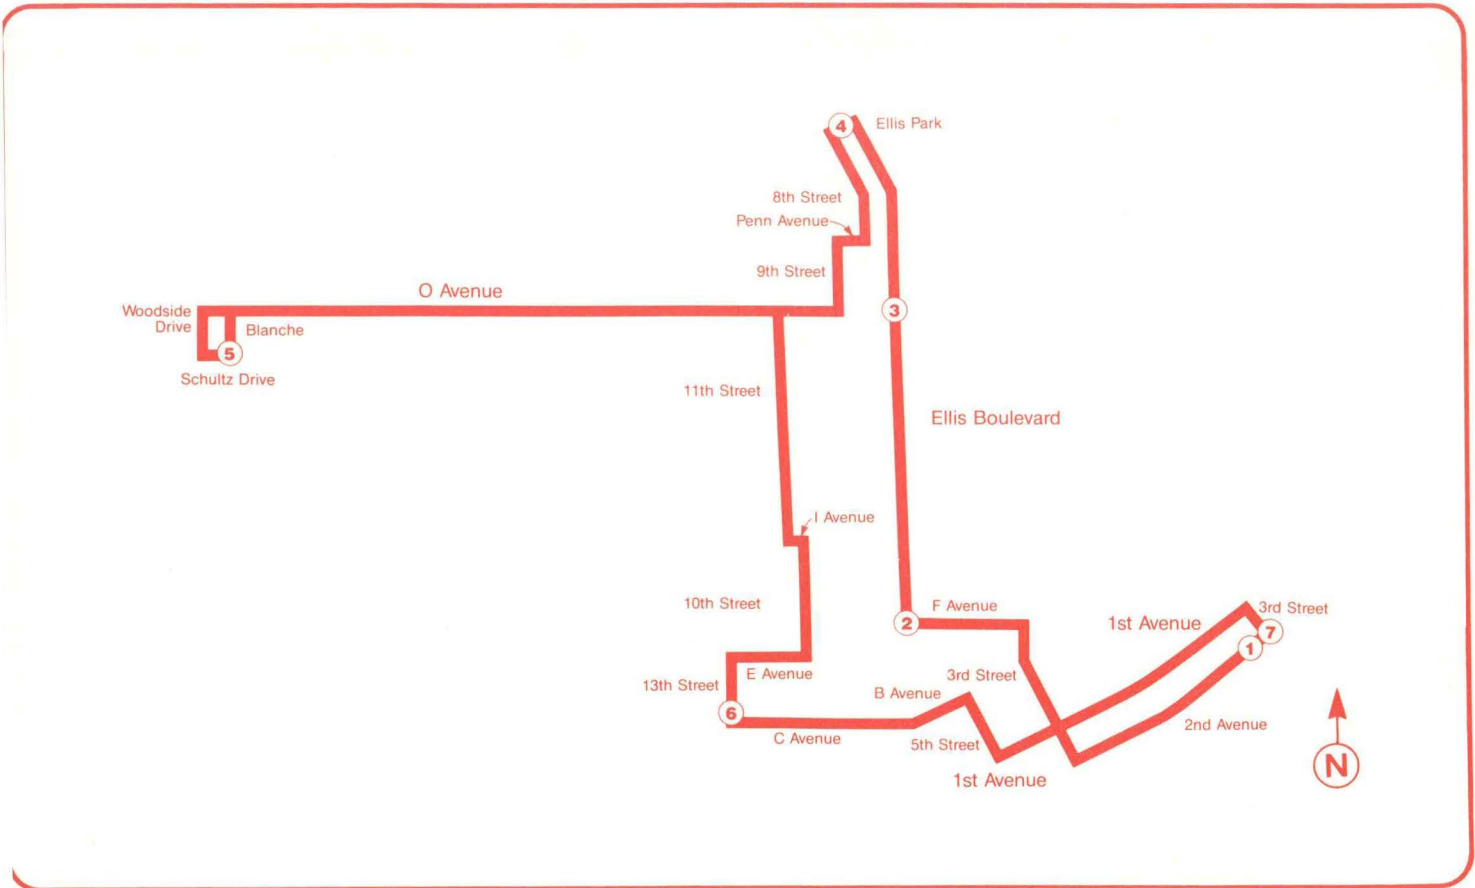 4
Ellis Park
8th Street
Penn Avenue
9th Street
O Avenue
Woodside
Drive
3
Blanche
5
Schultz Drive
11th Street
Ellis Boulevard
I Avenue
10th Street
F Avenue
2
3rd Street
1st Avenue
7
1
E Avenue
3rd Street
13th Street
B Avenue
6
2nd Avenue
C Avenue
5th Street
1st Avenue
N